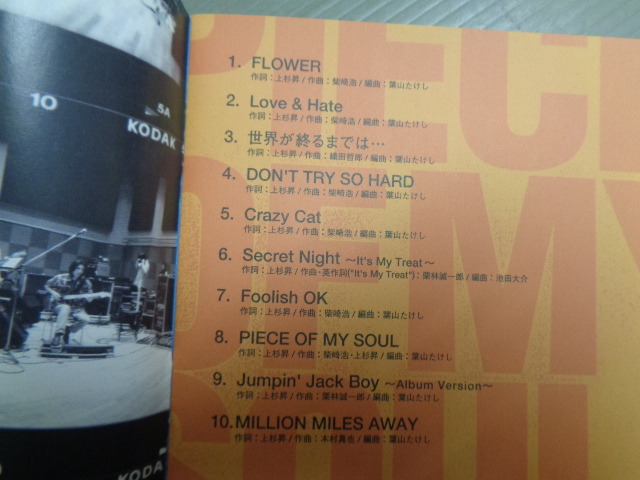 10
5A
KODAK
KODA
PIECE
OF MY
SOUL
1. FLOWER
作詞：上杉昇 / 作曲：柴崎浩 / 編曲：葉山たけし
2. Love & Hate
作詞：上杉昇 / 作曲：柴崎浩 / 編曲：葉山たけし
3. 世界が終るまでは…
作詞：上杉昇 / 作曲：織田哲郎 / 編曲：葉山たけし
4. DON'T TRY SO HARD
作詞：上杉昇 / 作曲：柴崎浩 / 編曲：葉山たけし
5. Crazy Cat
作詞：上杉昇 / 作曲：柴崎浩 / 編曲：葉山たけし
6. Secret Night 〜It's My Treat〜
作詞：上杉昇 / 作曲・英作詞("It's My Treat")：栗林誠一郎 / 編曲：池田大介
7. Foolish OK
作詞：上杉昇 / 作曲：柴崎浩 / 編曲：葉山たけし
8. PIECE OF MY SOUL
作詞：上杉昇 / 作曲：柴崎浩・上杉昇 / 編曲：葉山たけし
9. Jumpin' Jack Boy 〜Album Version〜
作詞：上杉昇 / 作曲：栗林誠一郎 / 編曲：葉山たけし
10. MILLION MILES AWAY
作詞：上杉昇 / 作曲：木村真也 / 編曲：葉山たけし